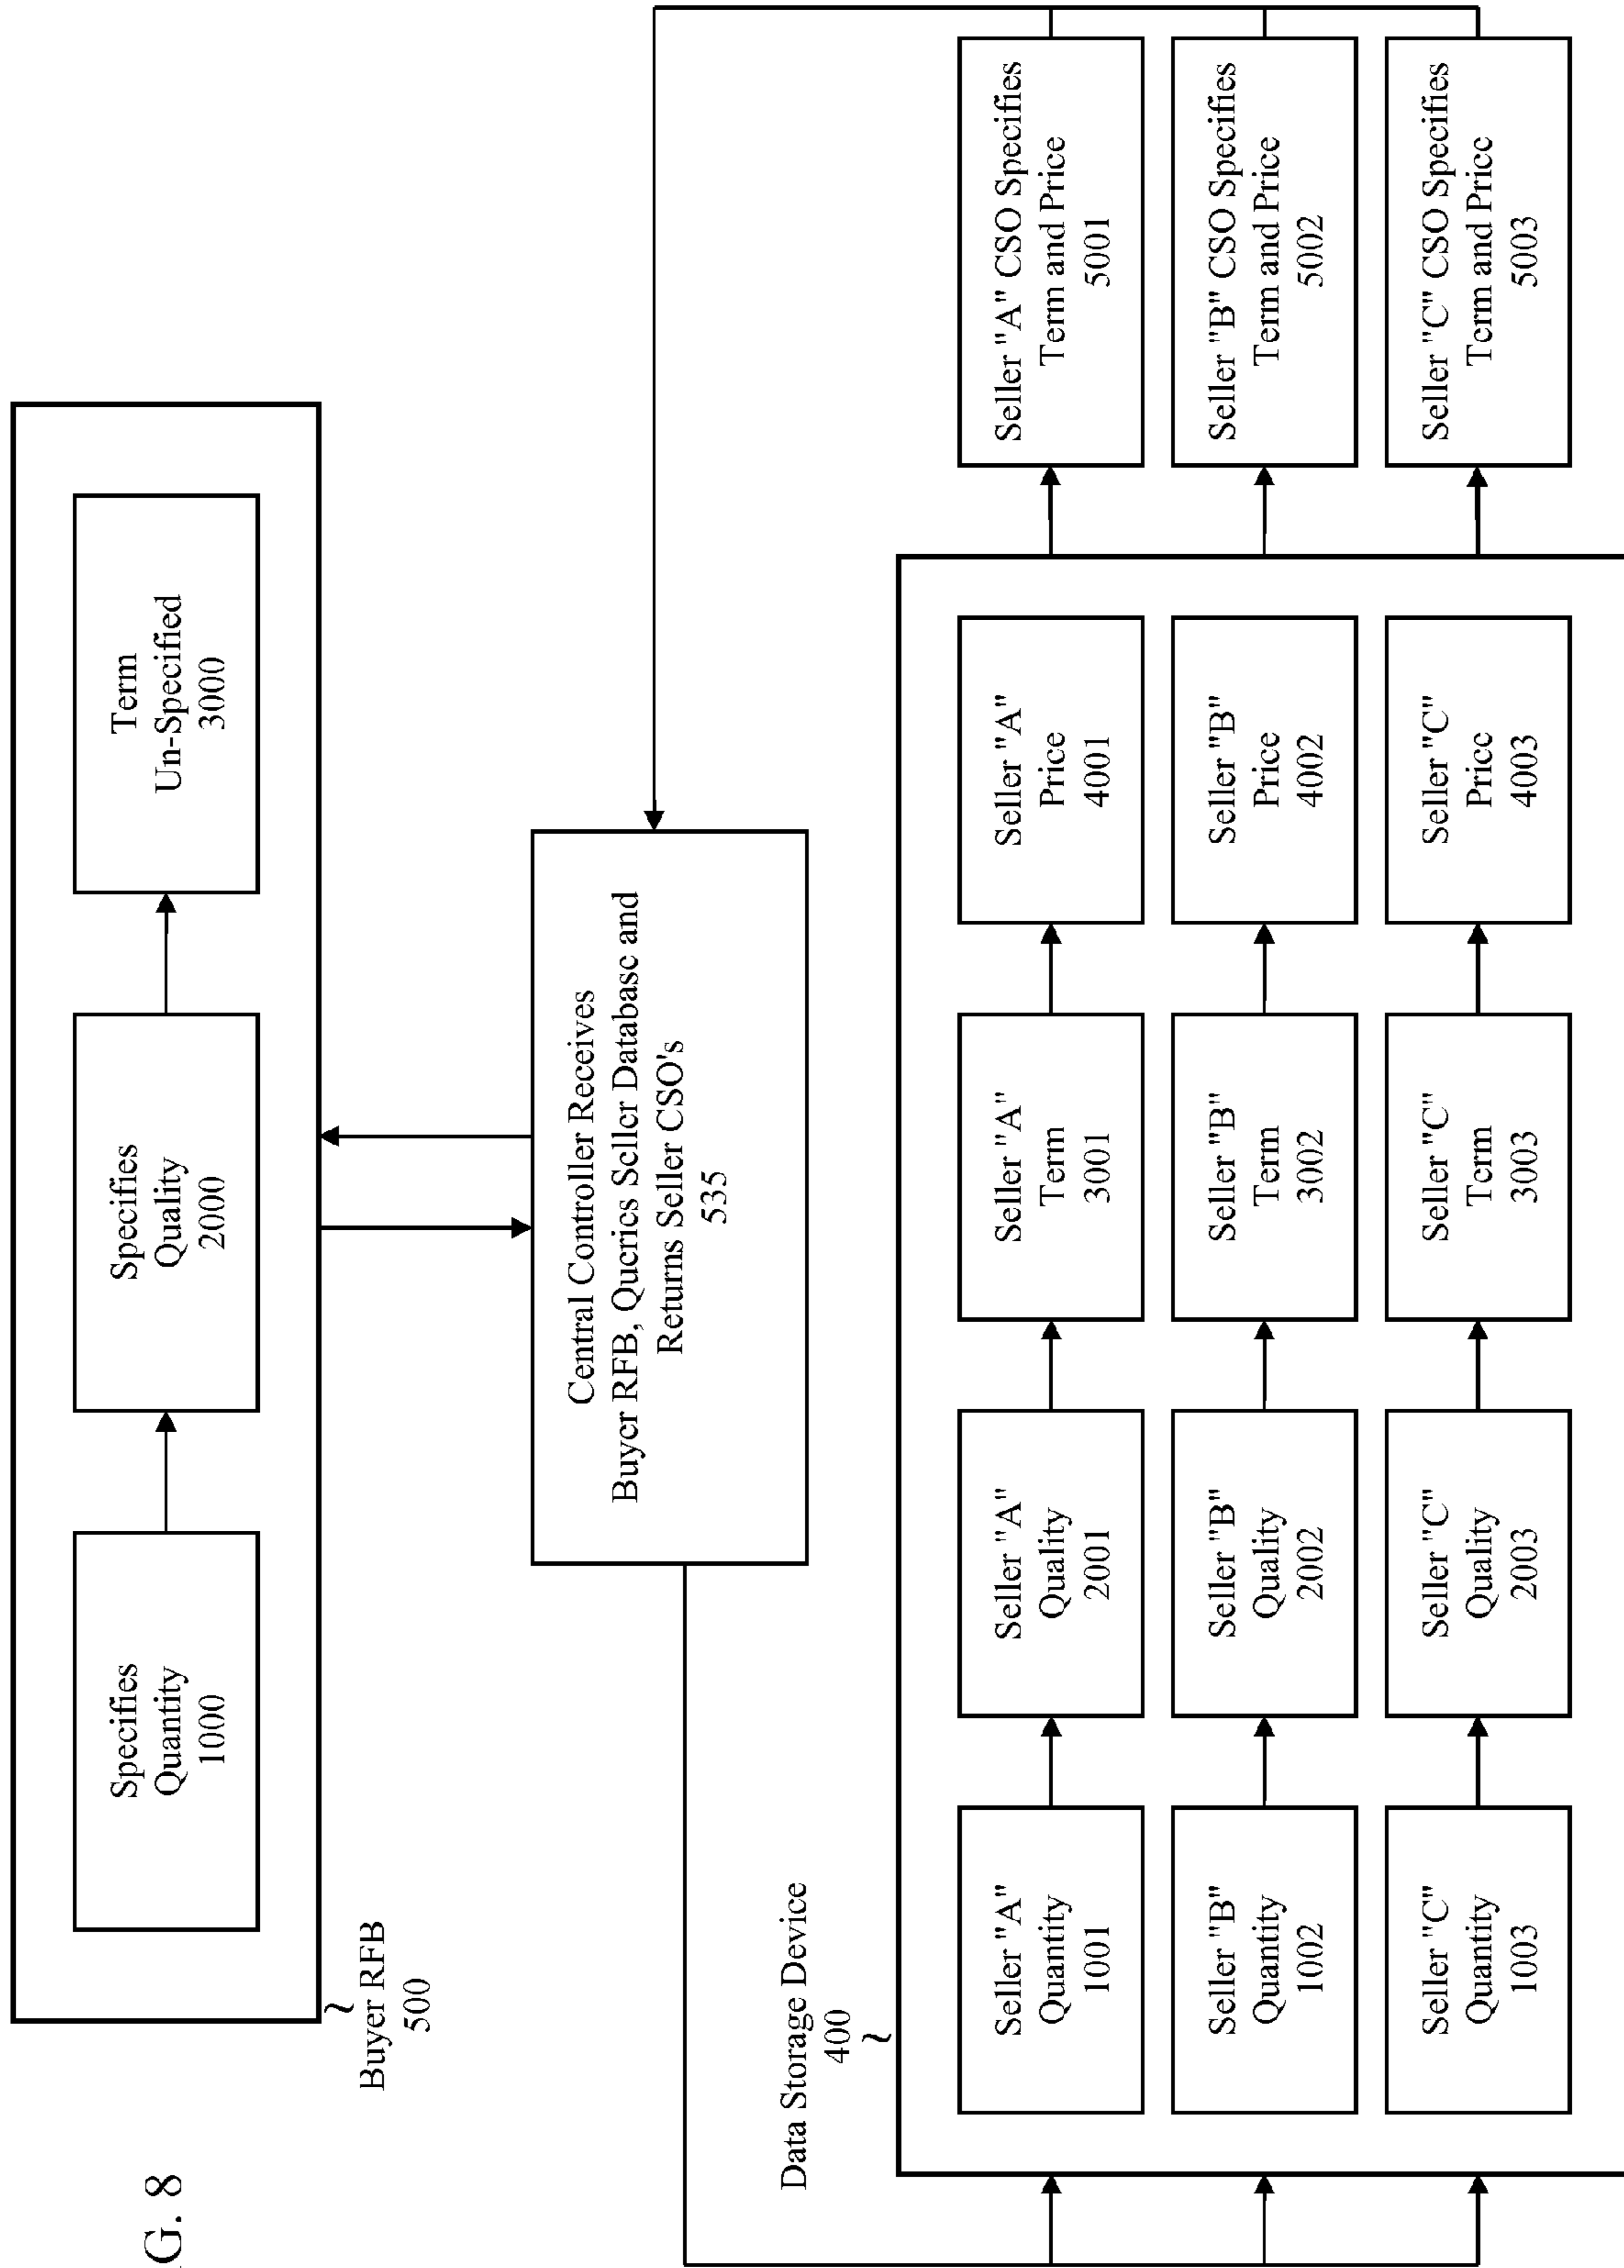 G. 8
Specifies
Quantity
1000
Specifies
Quality
2000
Term
Un-Specified
3000
Buyer RFB
500
Central Controller Receives
Buyer RFB, Queries Seller Database and
Returns Seller CSO's
535
Data Storage Device
400
Seller "A"
Quantity
1001
Seller "A"
Quality
2001
Seller "A"
Term
3001
Seller "A"
Price
4001
Seller "A" CSO Specifies
Term and Price
5001
Seller "B"
Quantity
1002
Seller "B"
Quality
2002
Seller "B"
Term
3002
Seller "B"
Price
4002
Seller "B" CSO Specifies
Term and Price
5002
Seller "C"
Quantity
1003
Seller "C"
Quality
2003
Seller "C"
Term
3003
Seller "C"
Price
4003
Seller "C" CSO Specifies
Term and Price
5003